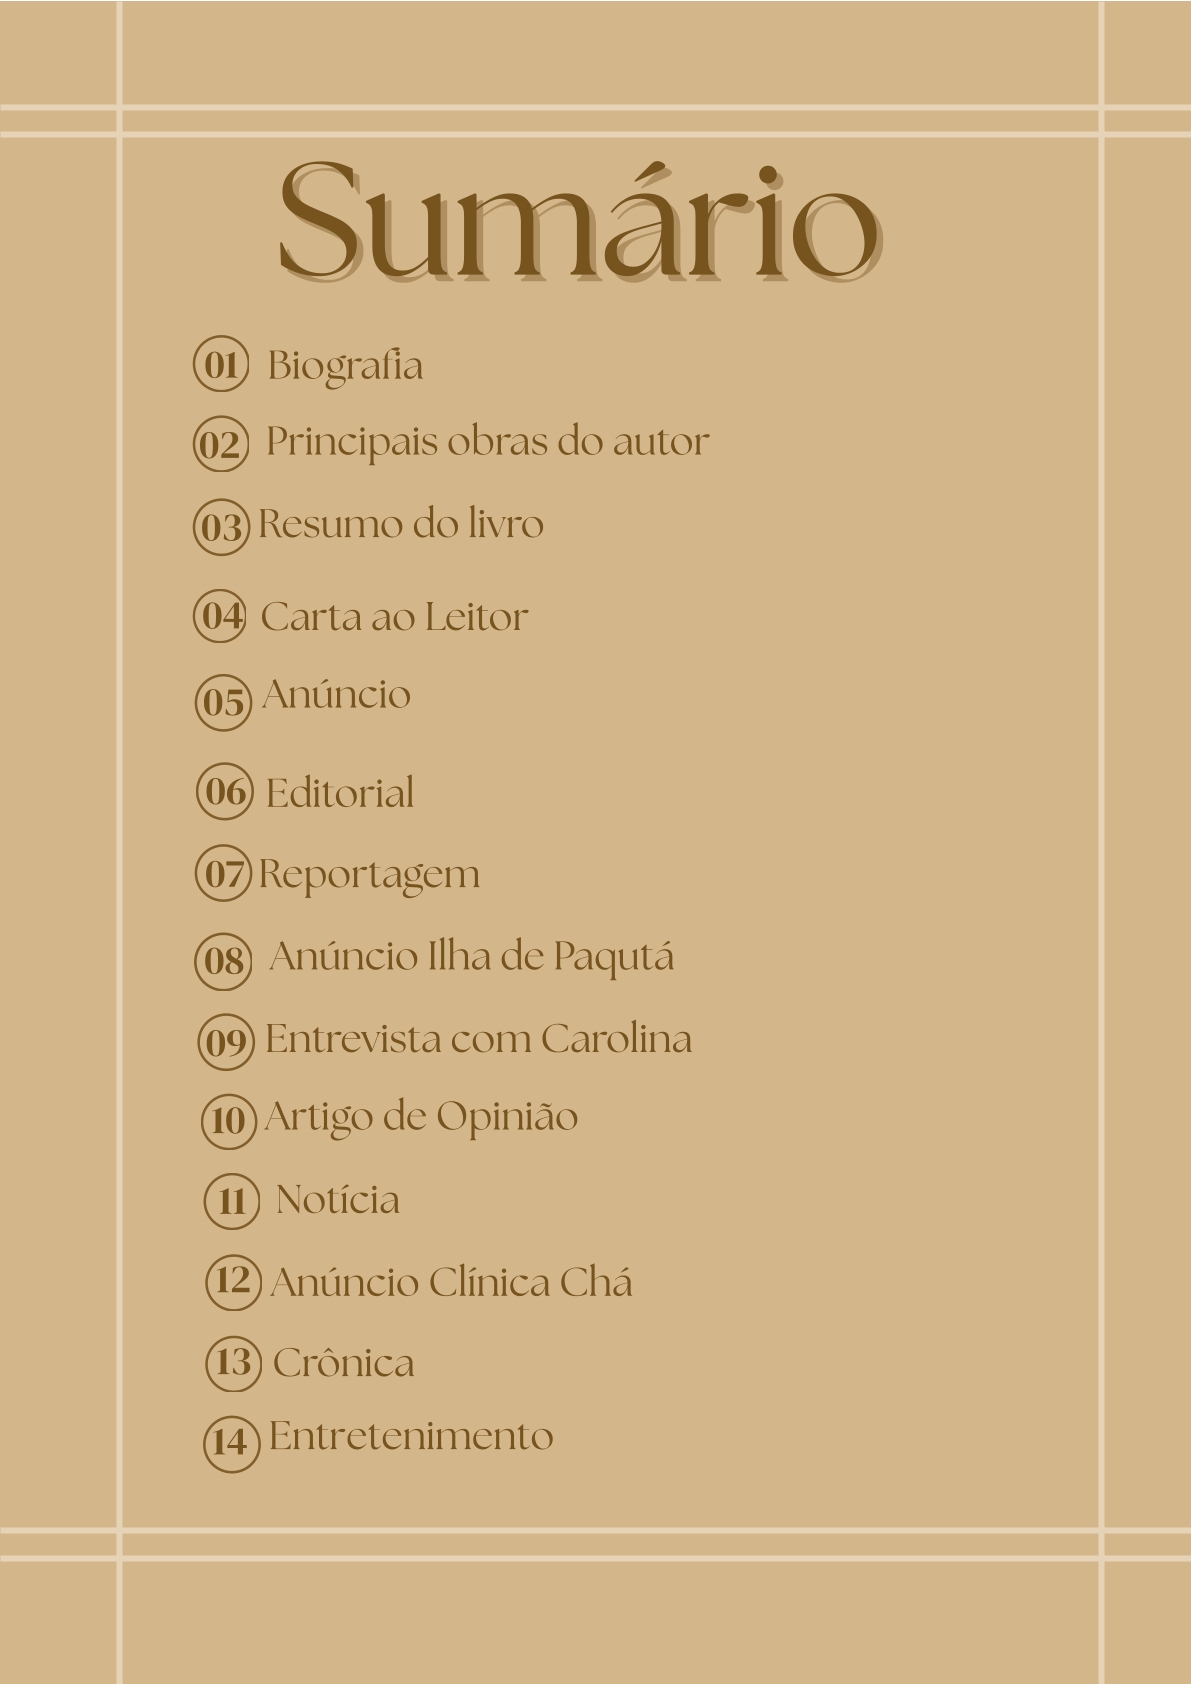 Sumário
01 Biografia
02 Principais obras do autor
03 Resumo do livro
04 Carta ao Leitor
05 Anúncio
06 Editorial
07 Reportagem
08 Anúncio Ilha de Paqutá
09 Entrevista com Carolina
10 Artigo de Opinião
11 Notícia
12 Anúncio Clínica Chá
13 Crônica
14 Entretenimento